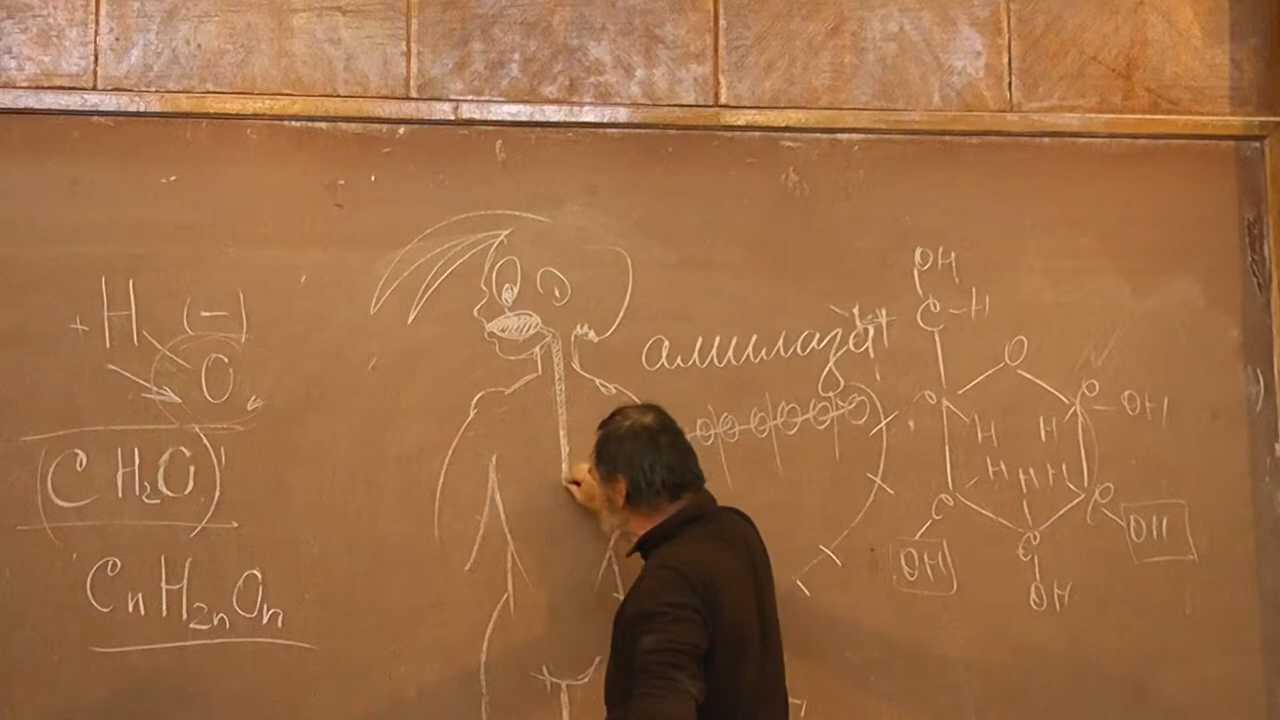 + H (-)
O
(CH₂O)
CₙH₂ₙOₙ
амилаза
OH
H C H
O
C C OH
H H
H H H
C C
OH C OH
OH